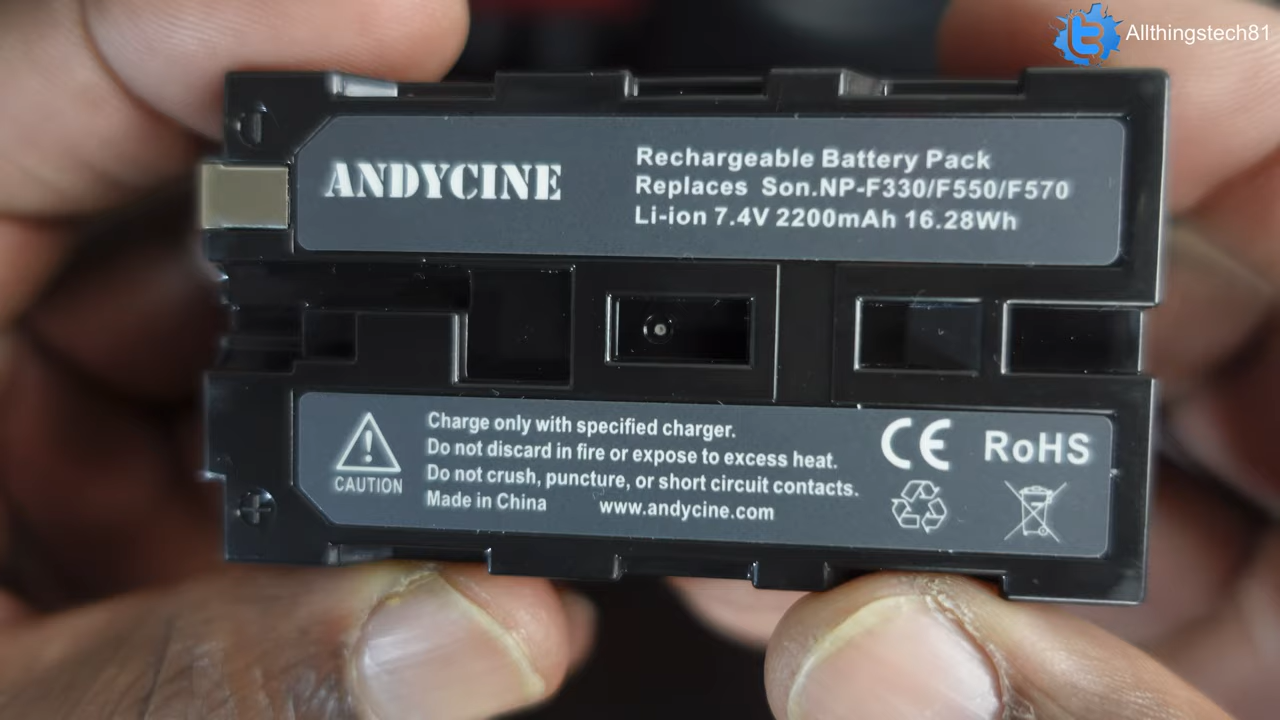 Allthingstech81
ANDYCINE
Rechargeable Battery Pack
Replaces Son.NP-F330/F550/F570
Li-ion 7.4V 2200mAh 16.28Wh
CAUTION
Charge only with specified charger.
Do not discard in fire or expose to excess heat.
Do not crush, puncture, or short circuit contacts.
Made in China www.andycine.com
CE RoHS